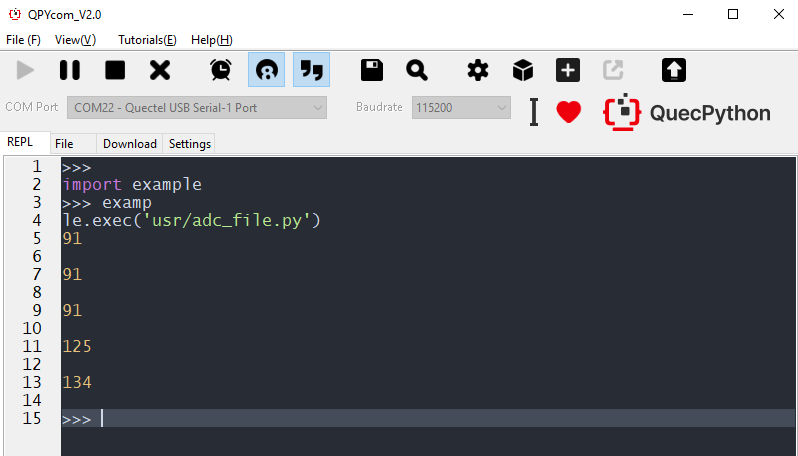 QPYcom_V2.0
File (F) View(V) Tutorials(E) Help(H)
COM Port COM22 - Quectel USB Serial-1 Port Baudrate 115200 QuecPython
REPL File Download Settings
1 >>>
2 import example
3 >>> examp
4 le.exec('usr/adc_file.py')
5 91
6
7 91
8
9 91
10
11 125
12
13 134
14
15 >>>